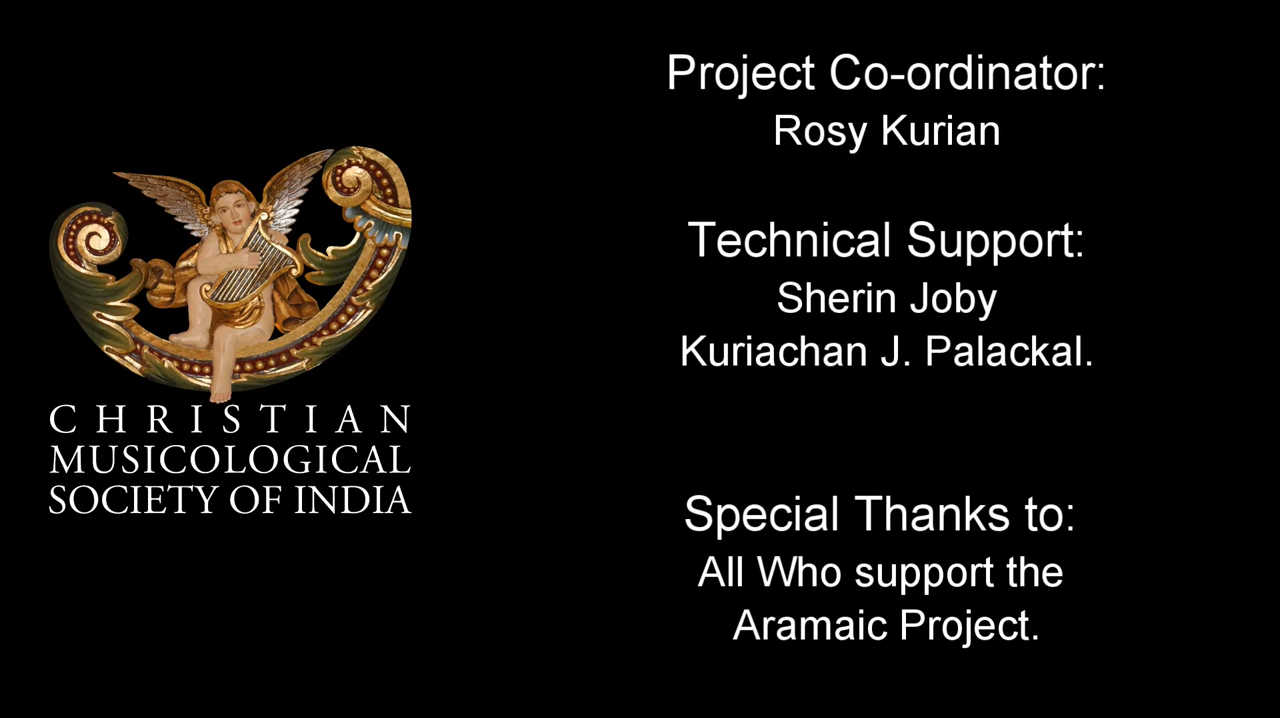 CHRISTIAN
MUSICOLOGICAL
SOCIETY OF INDIA
Project Co-ordinator:
Rosy Kurian
Technical Support:
Sherin Joby
Kuriachan J. Palackal.
Special Thanks to:
All Who support the
Aramaic Project.